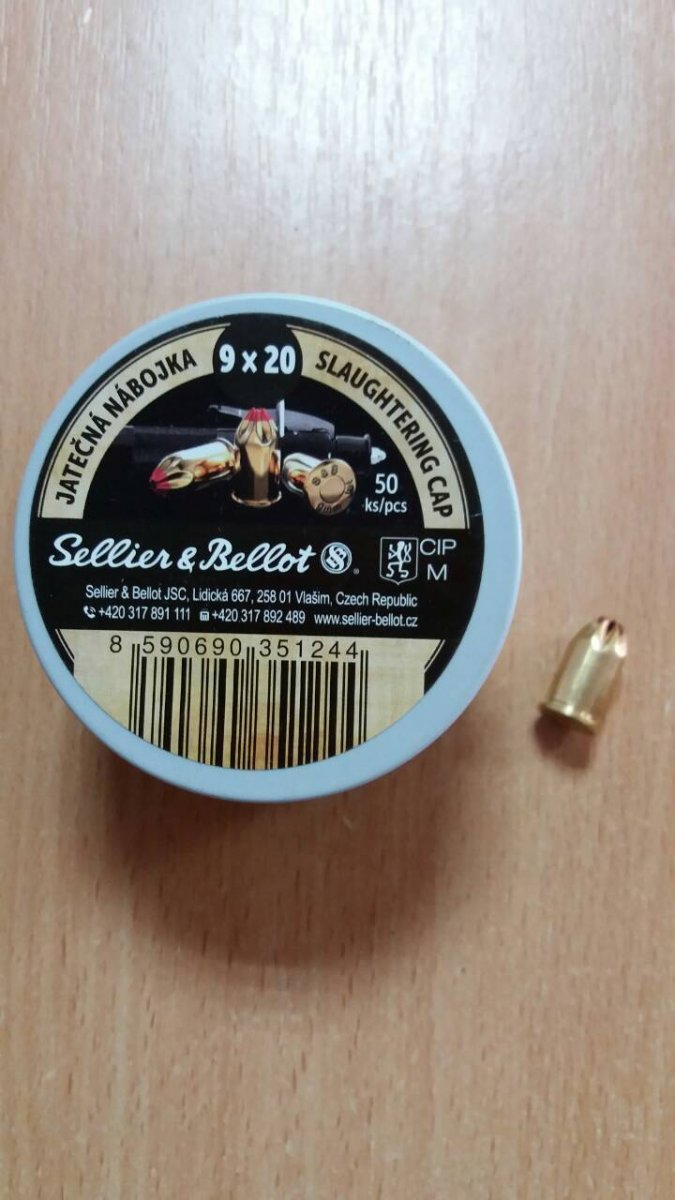 JATEČNÁ NÁBOJKA
9 x 20
SLAUGHTERING CAP
50
ks/pcs
Sellier & Bellot
CIP
M
Sellier & Bellot JSC, Lidická 667, 258 01 Vlašim, Czech Republic
+420 317 891 111 +420 317 892 489 www.sellier-bellot.cz
8 590690 351244